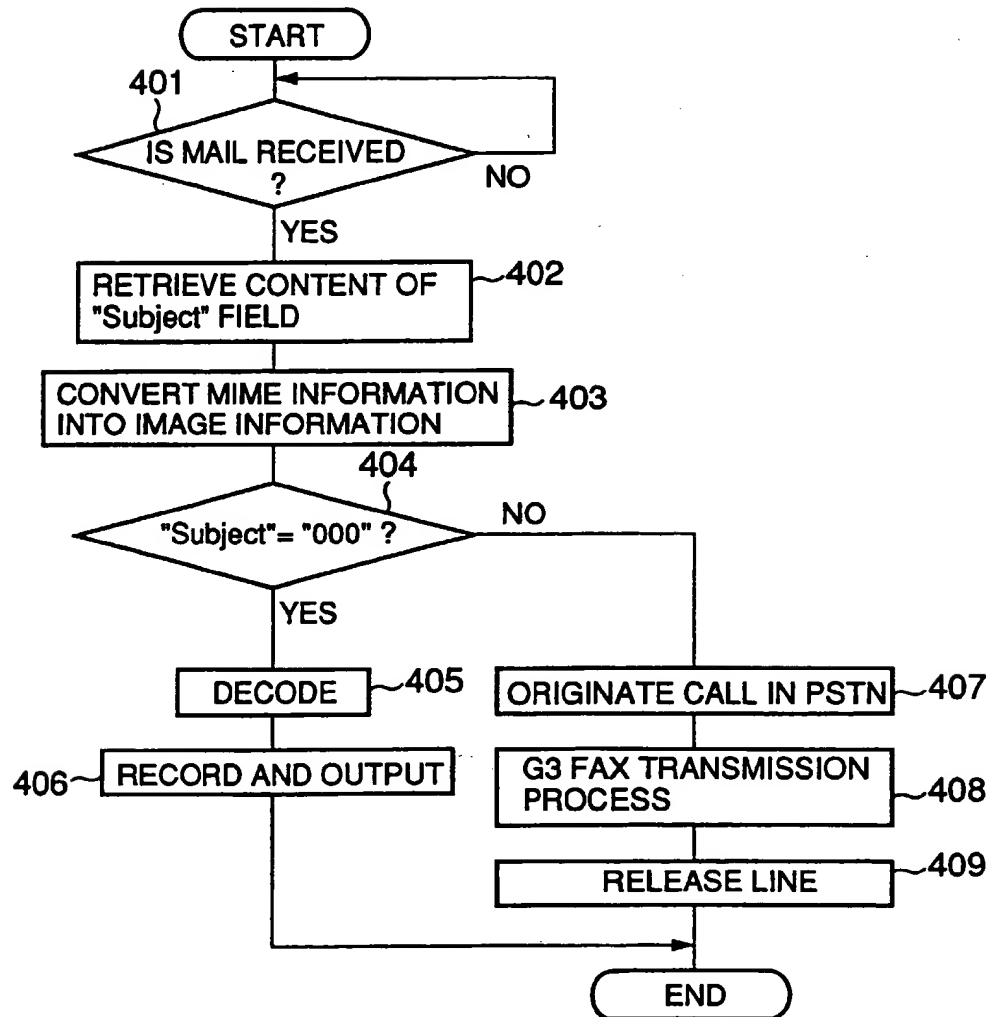 START
401
IS MAIL RECEIVED
?
NO
YES
RETRIEVE CONTENT OF
"Subject" FIELD
402
CONVERT MIME INFORMATION
INTO IMAGE INFORMATION
403
404
"Subject"= "000" ?
NO
YES
DECODE
405
RECORD AND OUTPUT
406
ORIGINATE CALL IN PSTN
407
G3 FAX TRANSMISSION
PROCESS
408
RELEASE LINE
409
END